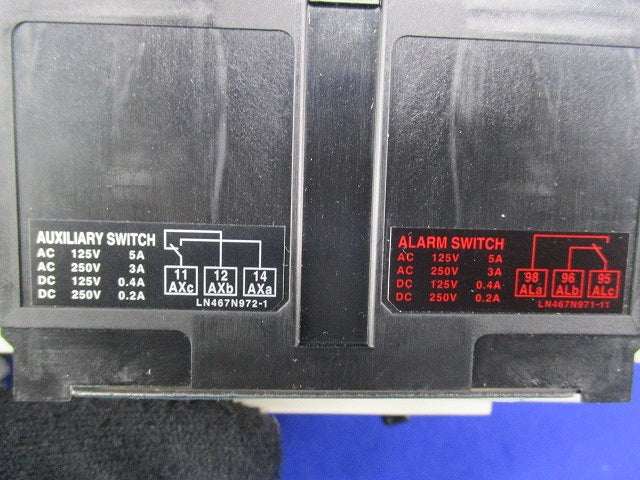 AUXILIARY SWITCH
AC 125V 5A
AC 250V 3A
DC 125V 0.4A
DC 250V 0.2A
11 12 14
AXc AXb AXa
LN467N972-1
ALARM SWITCH
AC 125V 5A
AC 250V 3A
DC 125V 0.4A
DC 250V 0.2A
98 96 95
ALa ALb ALc
LN467N971-11